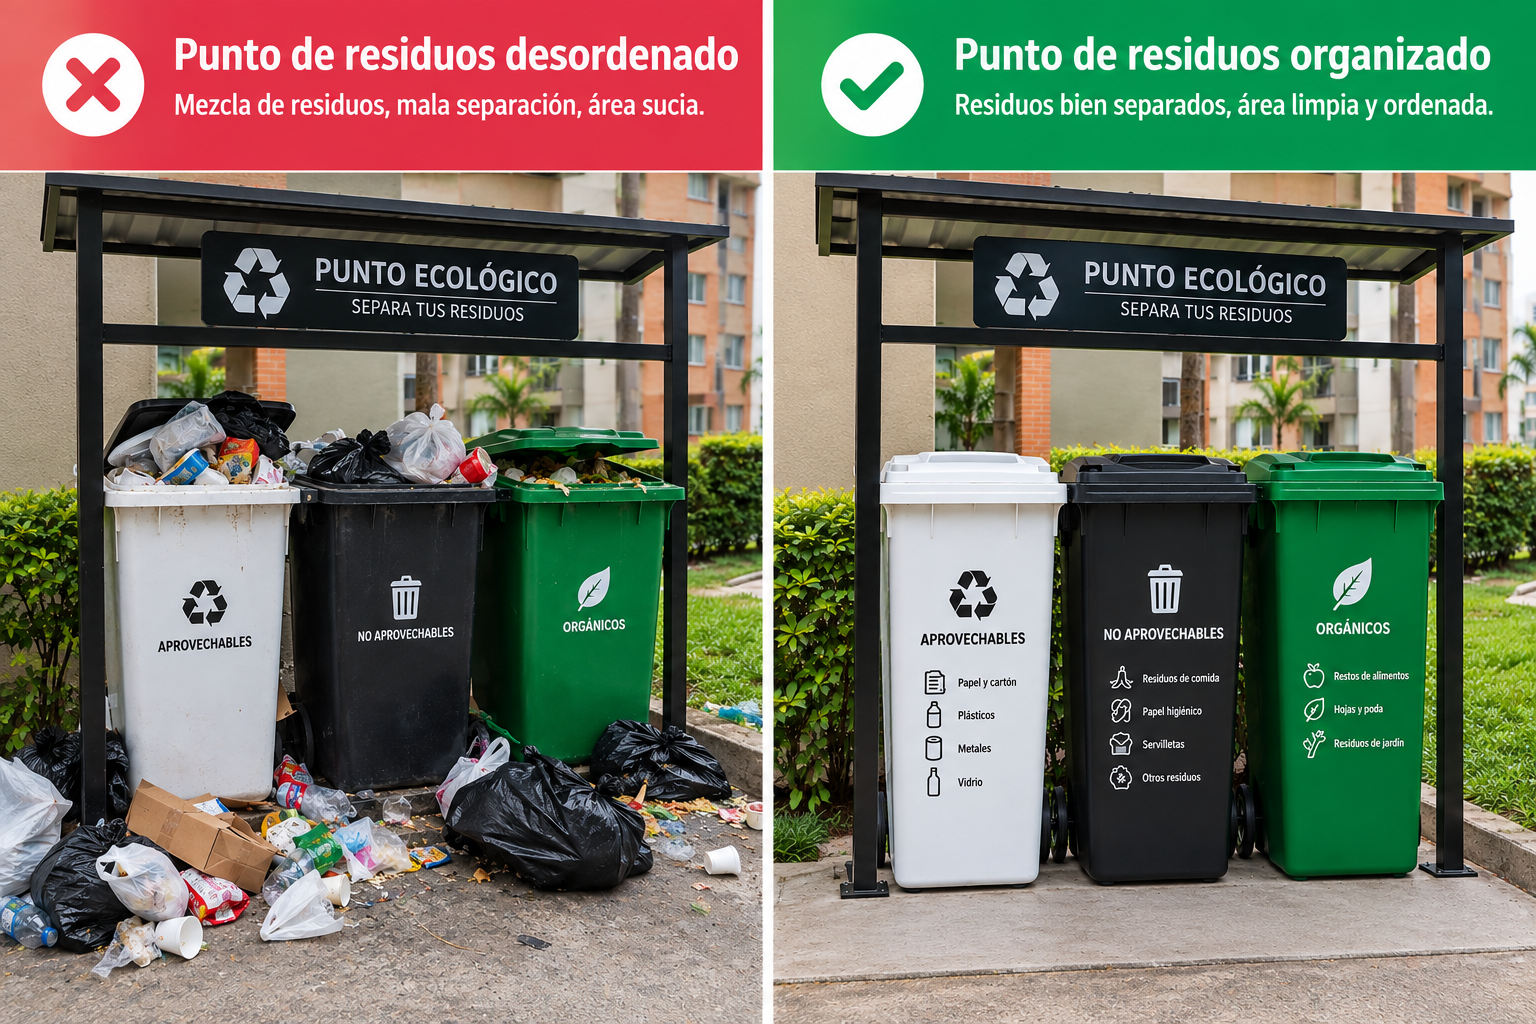 Punto de residuos desordenado
Mezcla de residuos, mala separación, área sucia.
PUNTO ECOLÓGICO
SEPARA TUS RESIDUOS
APROVECHABLES
NO APROVECHABLES
ORGÁNICOS
Punto de residuos organizado
Residuos bien separados, área limpia y ordenada.
PUNTO ECOLÓGICO
SEPARA TUS RESIDUOS
APROVECHABLES
Papel y cartón
Plásticos
Metales
Vidrio
NO APROVECHABLES
Residuos de comida
Papel higiénico
Servilletas
Otros residuos
ORGÁNICOS
Restos de alimentos
Hojas y poda
Residuos de jardín